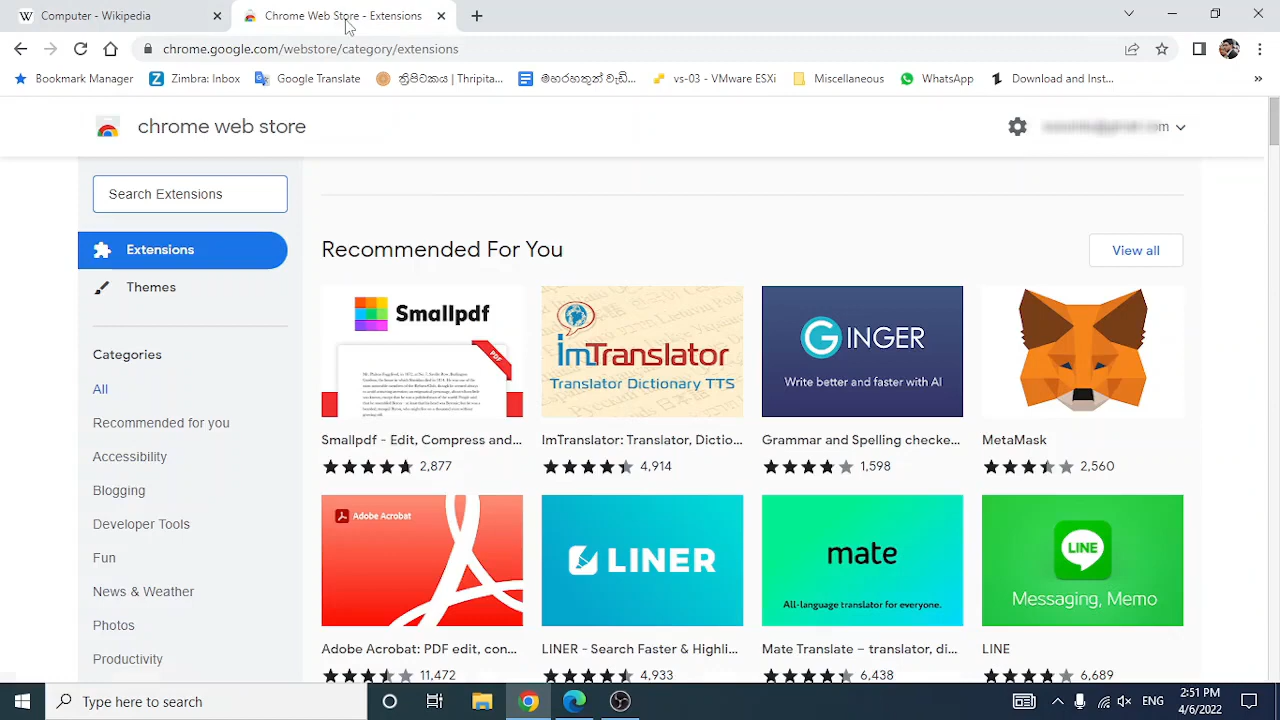 Computer - Wikipedia
Chrome Web Store - Extensions
chrome.google.com/webstore/category/extensions
Bookmark Manager
Zimbra: Inbox
Google Translate
ත්‍රිපිටකය | Thripita...
vs-03 - VMware ESXi
Miscellaneous
WhatsApp
Download and Inst...
chrome web store
Search Extensions
Extensions
Themes
Categories
All
Recommended for you
Accessibility
Blogging
Developer Tools
Fun
News & Weather
Photos
Productivity
Recommended For You
View all
Smallpdf
PDF
ImTranslator
Translator Dictionary TTS
GINGER
Write better and faster with AI
Smallpdf - Edit, Compress and...
ImTranslator: Translator, Dictio...
Grammar and Spelling checke...
MetaMask
2,877
4,914
1,598
2,560
Adobe Acrobat
LINER
mate
All-language translator for everyone.
LINE
Messaging, Memo
Adobe Acrobat: PDF edit, con...
LINER - Search Faster & Highli...
Mate Translate – translator, di...
LINE
11,472
4,933
6,438
6,689
Type here to search
ENG
2:51 PM
4/6/2022